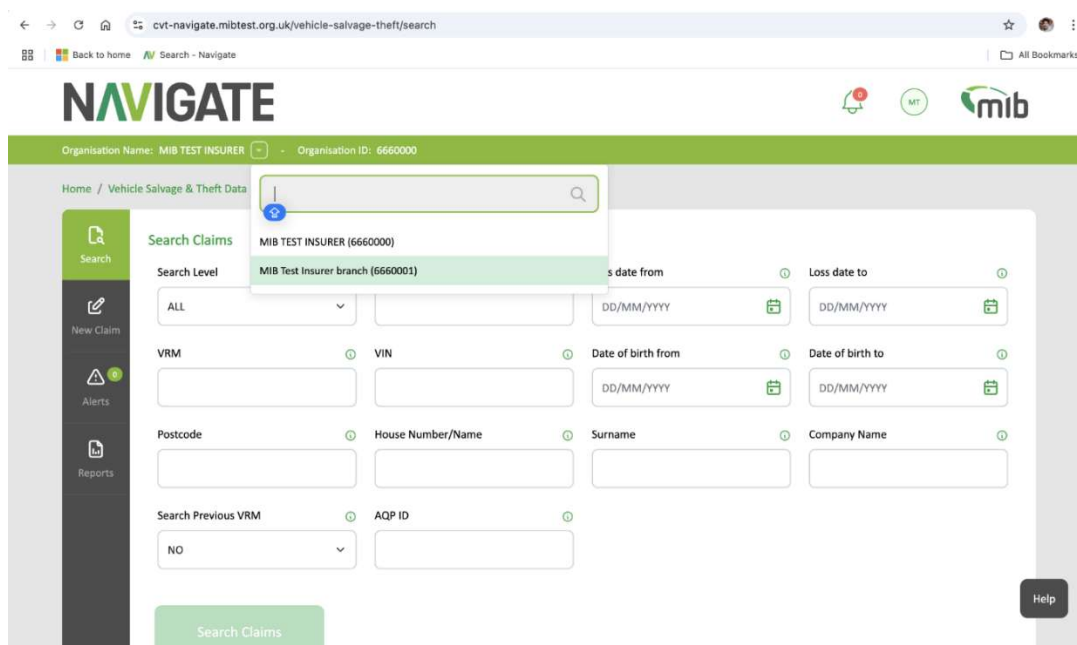 cvt-navigate.mibtest.org.uk/vehicle-salvage-theft/search
Back to home Search - Navigate All Bookmarks
NAVIGATE 0 MT mib
Organisation Name: MIB TEST INSURER - Organisation ID: 6660000
Home / Vehicle Salvage & Theft Data
MIB TEST INSURER (6660000)
MIB Test Insurer branch (6660001)
Search
New Claim
0
Alerts
Reports
Search Claims
Search Level s date from Loss date to
ALL DD/MM/YYYY DD/MM/YYYY
VRM VIN Date of birth from Date of birth to
DD/MM/YYYY DD/MM/YYYY
Postcode House Number/Name Surname Company Name
Search Previous VRM AQP ID
NO
Search Claims
Help